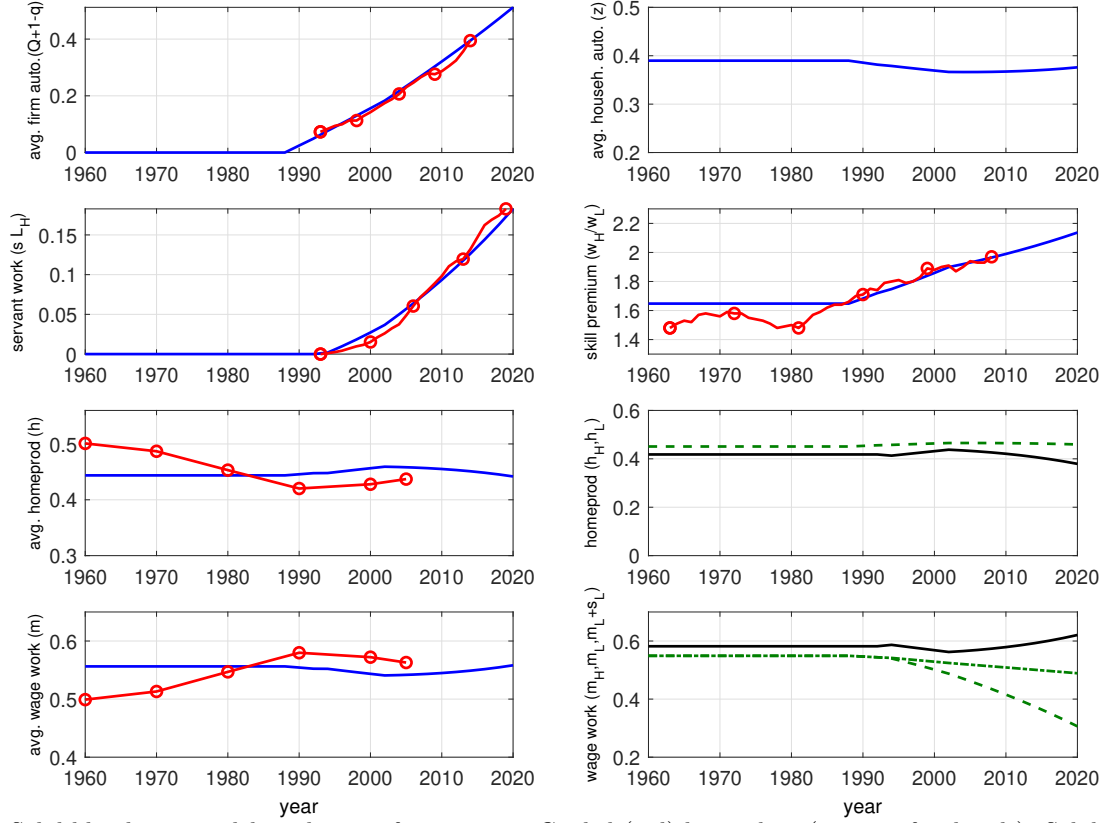 avg. firm auto.(Q+1-q)
0.4
0.2
0
1960 1970 1980 1990 2000 2010 2020
avg. househ. auto. (z)
0.5
0.4
0.3
0.2
1960 1970 1980 1990 2000 2010 2020
servant work (s L_H)
0.15
0.1
0.05
0
1960 1970 1980 1990 2000 2010 2020
skill premium (w_H/w_L)
2.2
2
1.8
1.6
1.4
1960 1970 1980 1990 2000 2010 2020
avg. homeprod (h)
0.5
0.4
0.3
1960 1970 1980 1990 2000 2010 2020
homeprod (h_H,h_L)
0.6
0.4
0.2
0
1960 1970 1980 1990 2000 2010 2020
avg. wage work (m)
0.6
0.5
0.4
1960 1970 1980 1990 2000 2010 2020
year
wage work (m_H,m_L,m_L+s_L)
0.6
0.4
0.2
1960 1970 1980 1990 2000 2010 2020
year